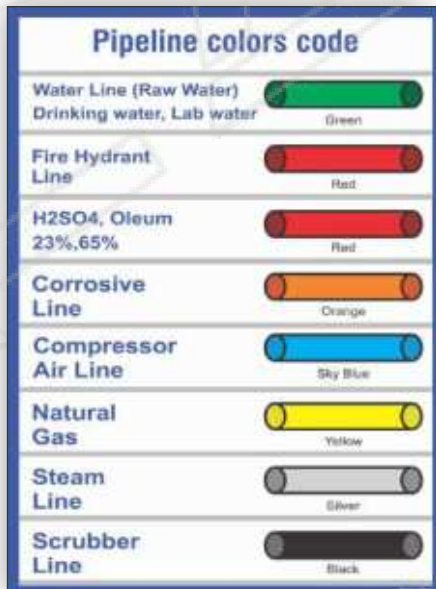 Pipeline colors code
Water Line (Raw Water)
Drinking water, Lab water
Green
Fire Hydrant
Line
Red
H2SO4, Oleum
23%,65%
Red
Corrosive
Line
Orange
Compressor
Air Line
Sky Blue
Natural
Gas
Yellow
Steam
Line
Silver
Scrubber
Line
Black